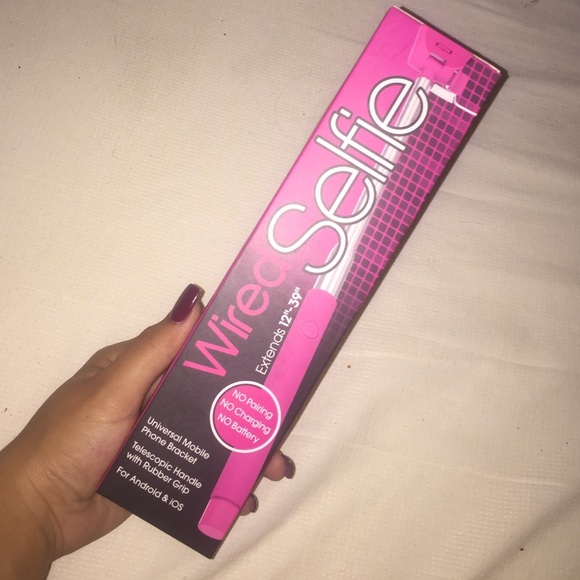 Wired
Selfie
Extends 12"-39"
NO Pairing
NO Charging
NO Battery
Universal Mobile
Phone Bracket
Telescopic Handle
with Rubber Grip
For Android & iOS